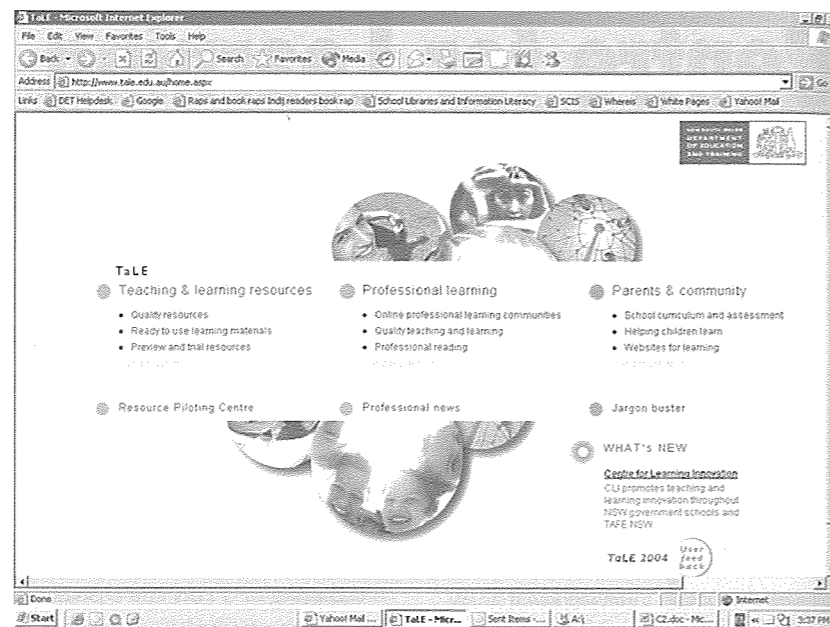 TaLE - Microsoft Internet Explorer
File Edit View Favorites Tools Help
Back Search Favorites Media
Address http://www.tale.edu.au/home.aspx Go
Links DET Helpdesk Google Raps and book raps Indij readers book rap School Libraries and Information Literacy SCIS Whereis White Pages Yahoo! Mail
NEW SOUTH WALES
DEPARTMENT
OF EDUCATION
AND TRAINING
TaLE
Teaching & learning resources
• Quality resources
• Ready to use learning materials
• Preview and trial resources
Resource Piloting Centre
Professional learning
• Online professional learning communities
• Quality teaching and learning
• Professional reading
Professional news
Parents & community
• School curriculum and assessment
• Helping children learn
• Websites for learning
Jargon buster
WHAT's NEW
Centre for Learning Innovation
CLI promotes teaching and
learning innovation throughout
NSW government schools and
TAFE NSW
TaLE 2004
User
feed
back
Done Internet
Start Yahoo! Mail ... TaLE - Micr... Sent Items -... A:\ C2.doc - Mic... 3:37 PM